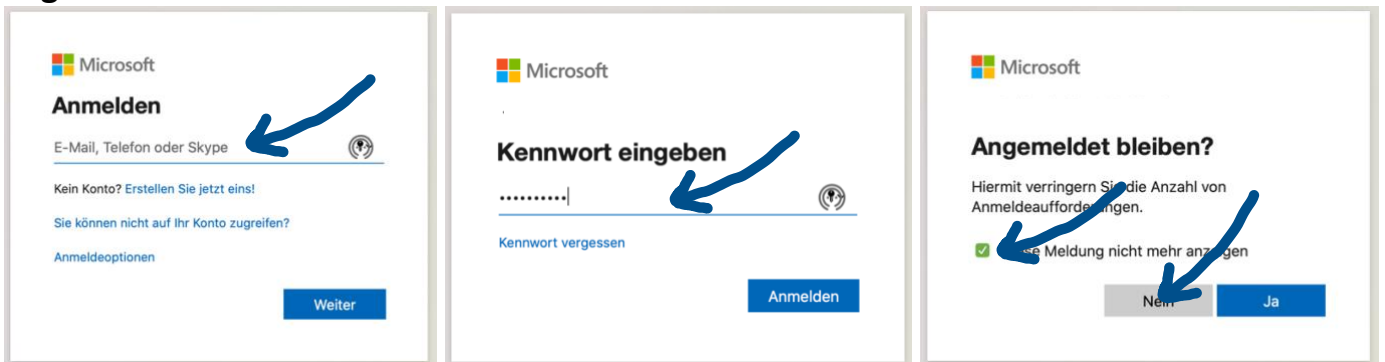 Microsoft
Anmelden
E-Mail, Telefon oder Skype
Kein Konto? Erstellen Sie jetzt eins!
Sie können nicht auf Ihr Konto zugreifen?
Anmeldeoptionen
Weiter
Microsoft
Kennwort eingeben
••••••••••
Kennwort vergessen
Anmelden
Microsoft
Angemeldet bleiben?
Hiermit verringern Sie die Anzahl von
Anmeldeaufforderungen.
Meldung nicht mehr anzeigen
Nein
Ja